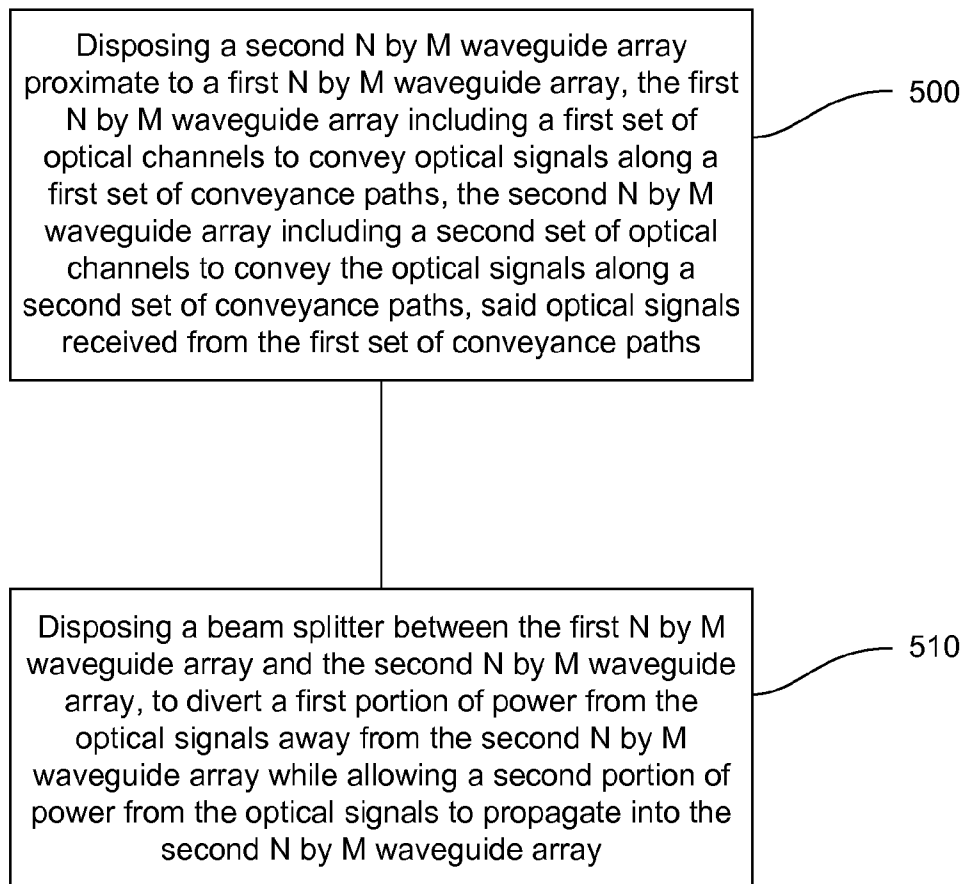 Disposing a second N by M waveguide array
proximate to a first N by M waveguide array, the first
N by M waveguide array including a first set of
optical channels to convey optical signals along a
first set of conveyance paths, the second N by M
waveguide array including a second set of optical
channels to convey the optical signals along a
second set of conveyance paths, said optical signals
received from the first set of conveyance paths
500
Disposing a beam splitter between the first N by M
waveguide array and the second N by M waveguide
array, to divert a first portion of power from the
optical signals away from the second N by M
waveguide array while allowing a second portion of
power from the optical signals to propagate into the
second N by M waveguide array
510